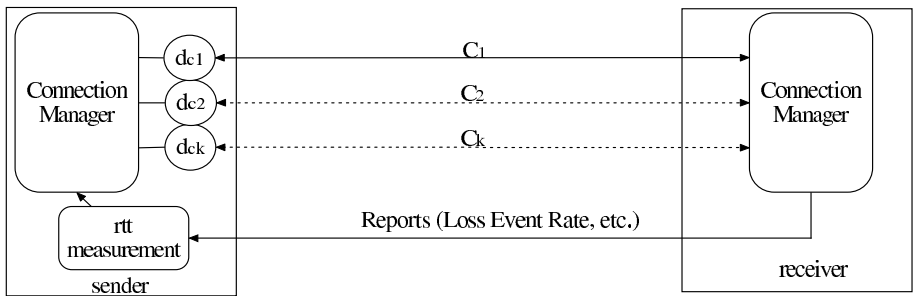 Connection
Manager
dc1
dc2
dck
C1
C2
Ck
Connection
Manager
Reports (Loss Event Rate, etc.)
rtt
measurement
sender
receiver